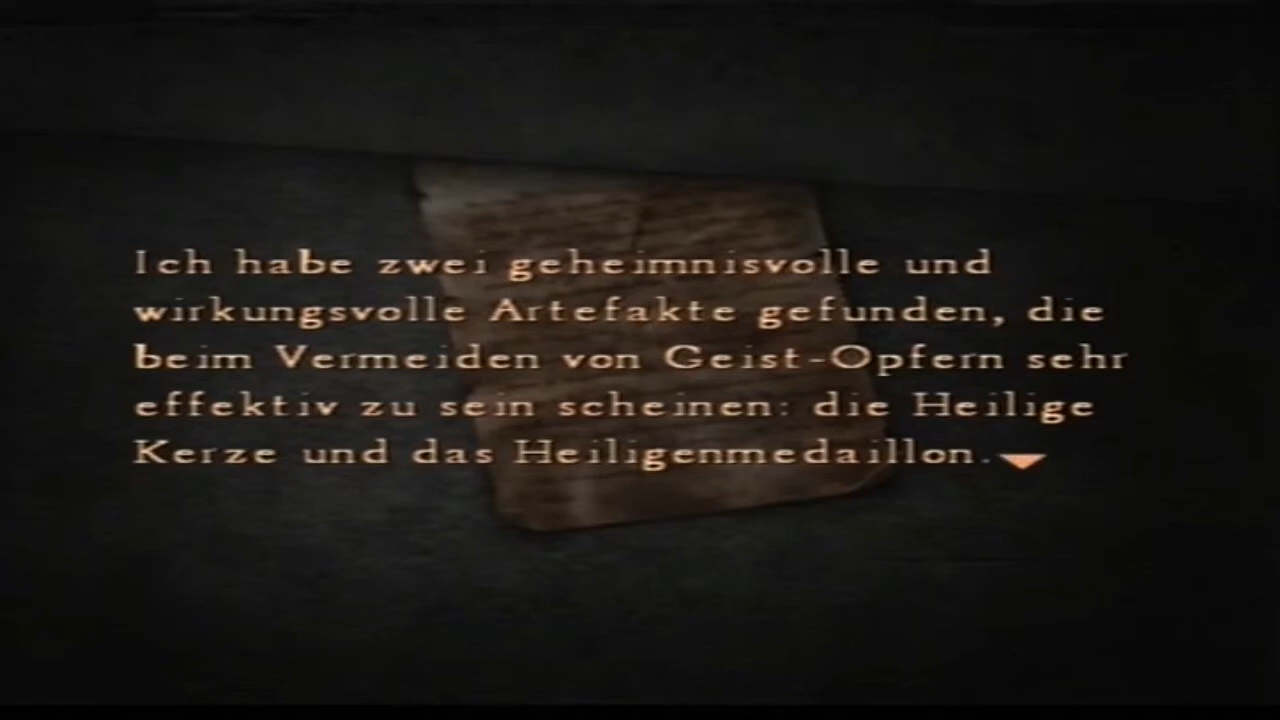 Ich habe zwei geheimnisvolle und
wirkungsvolle Artefakte gefunden, die
beim Vermeiden von Geist-Opfern sehr
effektiv zu sein scheinen: die Heilige
Kerze und das Heiligenmedaillon.